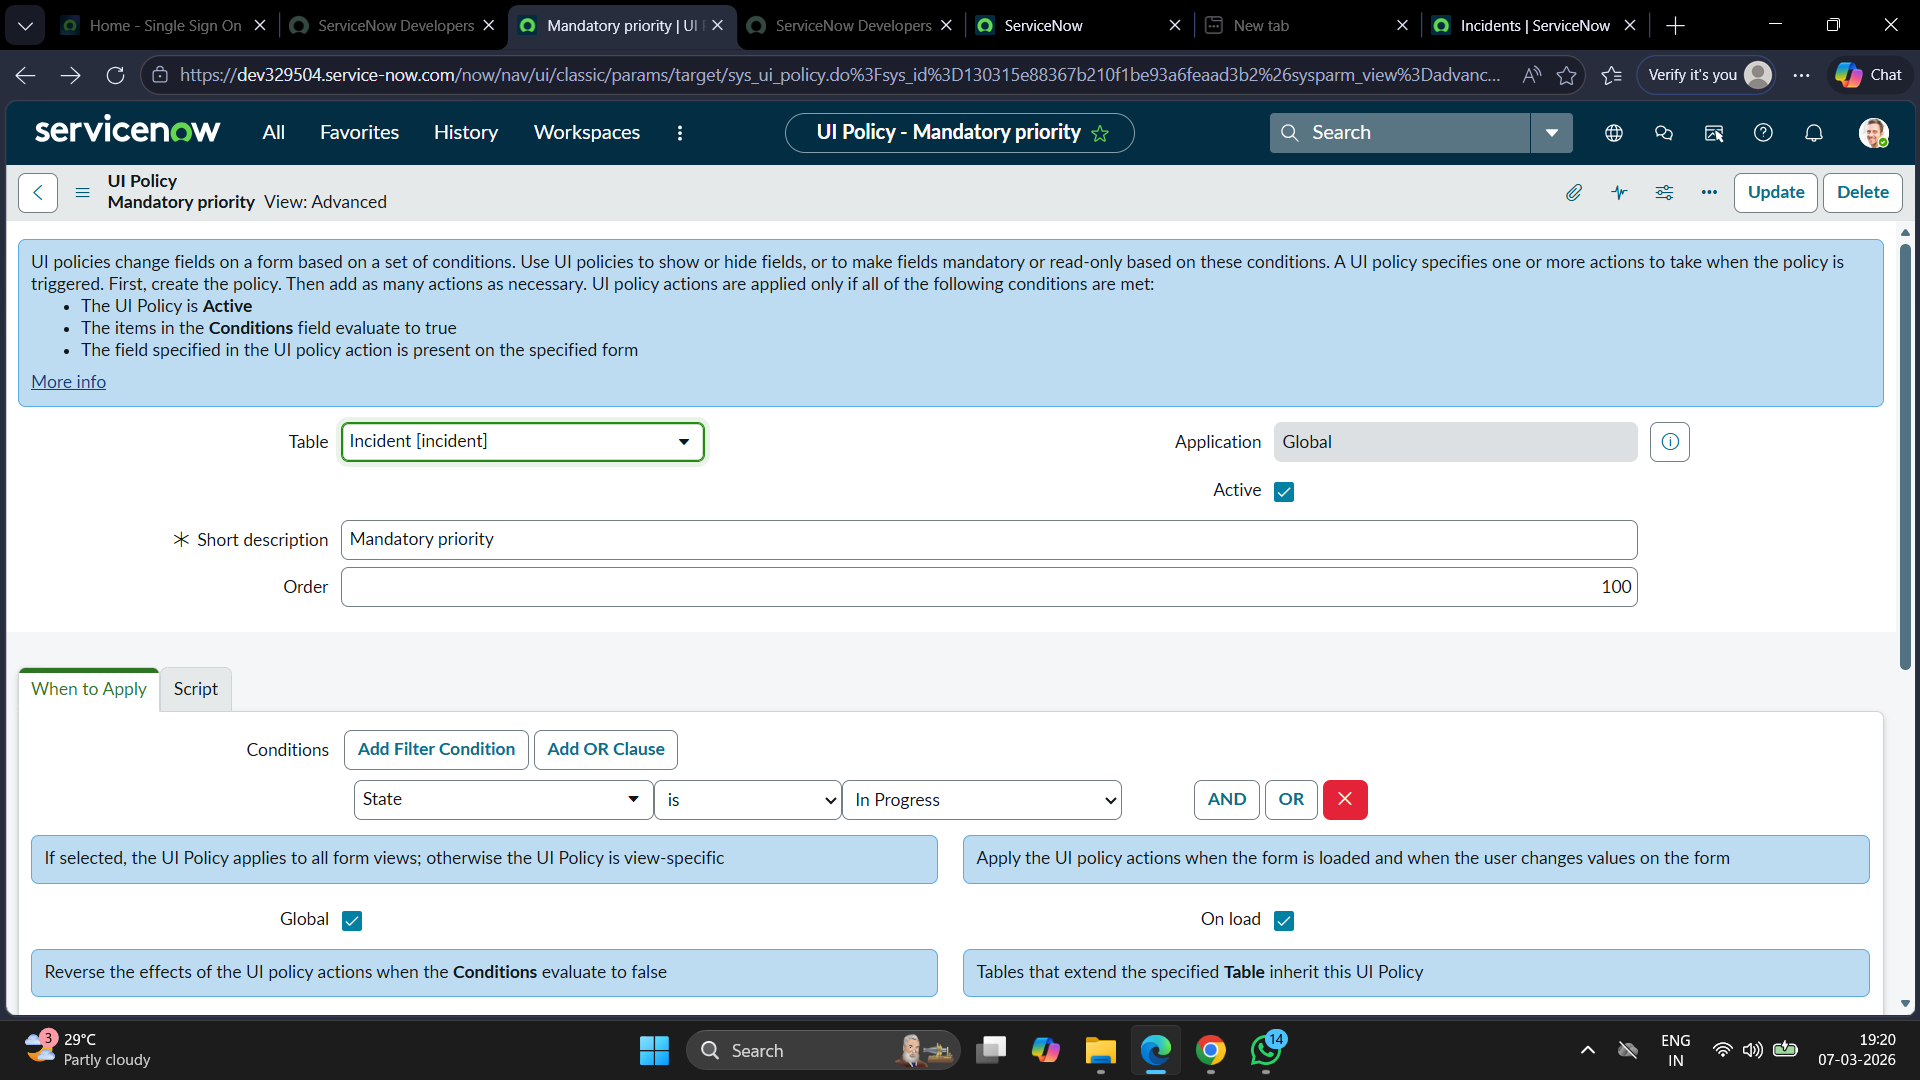 Home - Single Sign On
ServiceNow Developers
Mandatory priority | UI
ServiceNow Developers
ServiceNow
New tab
Incidents | ServiceNow
https://dev329504.service-now.com/now/nav/ui/classic/params/target/sys_ui_policy.do%3Fsys_id%3D130315e88367b210f1be93a6feaad3b2%26sysparm_view%3Dadvanc...
Verify it's you
Chat
servicenow
All
Favorites
History
Workspaces
UI Policy - Mandatory priority
Search
UI Policy
Mandatory priority View: Advanced
Update
Delete
UI policies change fields on a form based on a set of conditions. Use UI policies to show or hide fields, or to make fields mandatory or read-only based on these conditions. A UI policy specifies one or more actions to take when the policy is
triggered. First, create the policy. Then add as many actions as necessary. UI policy actions are applied only if all of the following conditions are met:
• The UI Policy is Active
• The items in the Conditions field evaluate to true
• The field specified in the UI policy action is present on the specified form
More info
Table
Incident [incident]
Application
Global
Active
Short description
Mandatory priority
Order
100
When to Apply
Script
Conditions
Add Filter Condition
Add OR Clause
State
is
In Progress
AND
OR
If selected, the UI Policy applies to all form views; otherwise the UI Policy is view-specific
Apply the UI policy actions when the form is loaded and when the user changes values on the form
Global
On load
Reverse the effects of the UI policy actions when the Conditions evaluate to false
Tables that extend the specified Table inherit this UI Policy
3
29°C
Partly cloudy
Search
14
ENG
IN
19:20
07-03-2026